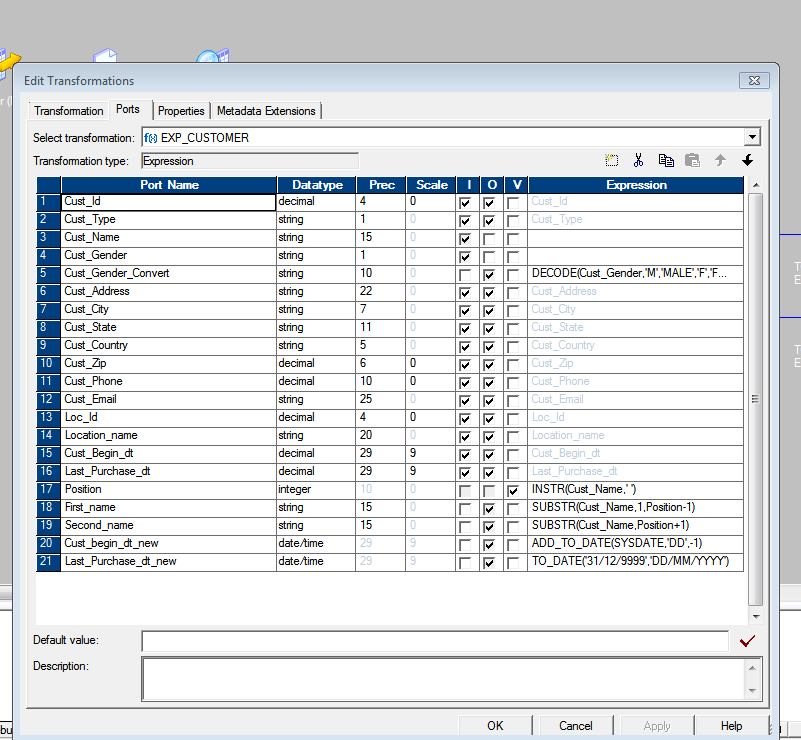 Edit Transformations
Transformation Ports Properties Metadata Extensions
Select transformation: f(x) EXP_CUSTOMER
Transformation type: Expression
Port Name Datatype Prec Scale I O V Expression
1 Cust_Id decimal 4 0 Cust_Id
2 Cust_Type string 1 0 Cust_Type
3 Cust_Name string 15 0
4 Cust_Gender string 1 0
5 Cust_Gender_Convert string 10 0 DECODE(Cust_Gender,'M','MALE','F','F...
6 Cust_Address string 22 0 Cust_Address
7 Cust_City string 7 0 Cust_City
8 Cust_State string 11 0 Cust_State
9 Cust_Country string 5 0 Cust_Country
10 Cust_Zip decimal 6 0 Cust_Zip
11 Cust_Phone decimal 10 0 Cust_Phone
12 Cust_Email string 25 0 Cust_Email
13 Loc_Id decimal 4 0 Loc_Id
14 Location_name string 20 0 Location_name
15 Cust_Begin_dt decimal 29 9 Cust_Begin_dt
16 Last_Purchase_dt decimal 29 9 Last_Purchase_dt
17 Position integer 10 0 INSTR(Cust_Name,' ')
18 First_name string 15 0 SUBSTR(Cust_Name,1,Position-1)
19 Second_name string 15 0 SUBSTR(Cust_Name,Position+1)
20 Cust_begin_dt_new date/time 29 9 ADD_TO_DATE(SYSDATE,'DD',-1)
21 Last_Purchase_dt_new date/time 29 9 TO_DATE('31/12/9999','DD/MM/YYYY')
Default value:
Description:
OK Cancel Apply Help